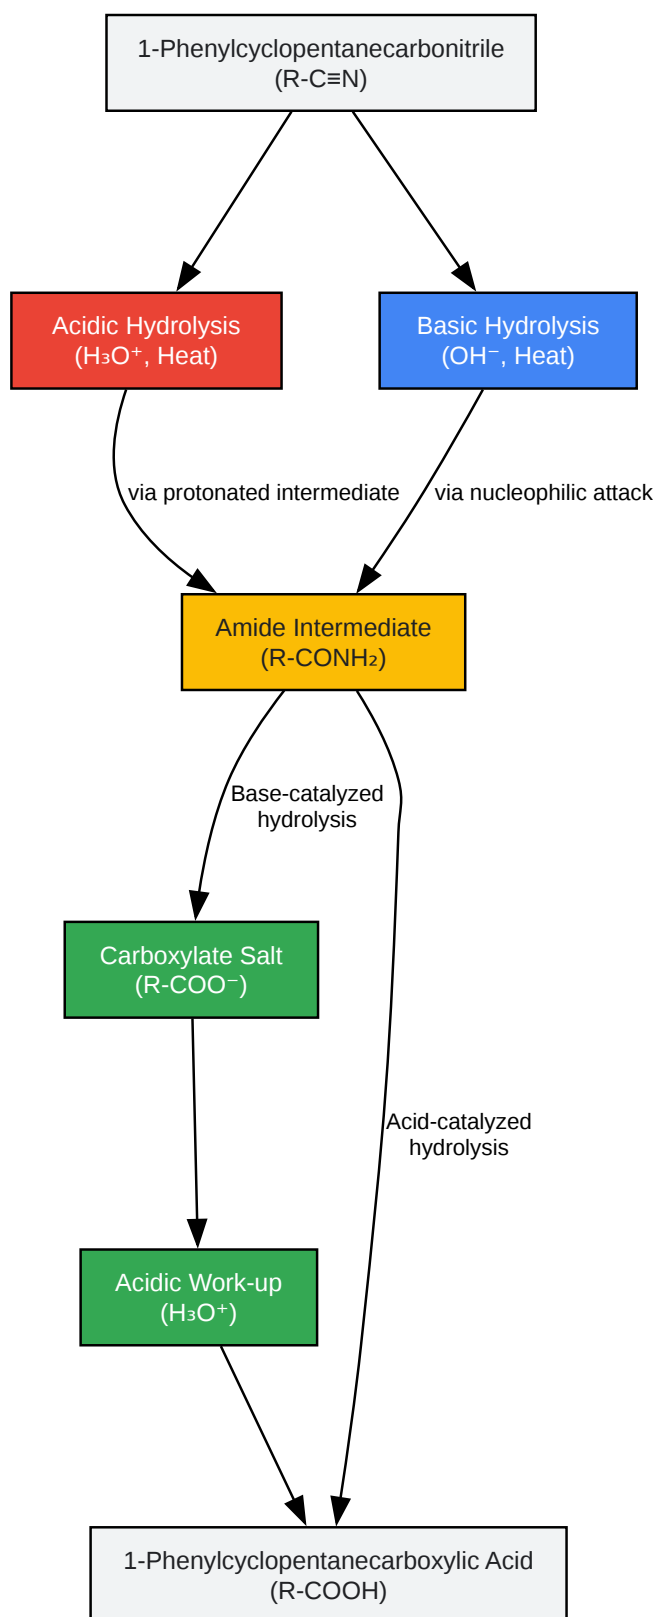 1-Phenylcyclopentanecarbonitrile
(R-C≡N)
Acidic Hydrolysis
(H₃O⁺, Heat)
Basic Hydrolysis
(OH⁻, Heat)
via protonated intermediate
via nucleophilic attack
Amide Intermediate
(R-CONH₂)
Base-catalyzed
hydrolysis
Carboxylate Salt
(R-COO⁻)
Acid-catalyzed
hydrolysis
Acidic Work-up
(H₃O⁺)
1-Phenylcyclopentanecarboxylic Acid
(R-COOH)